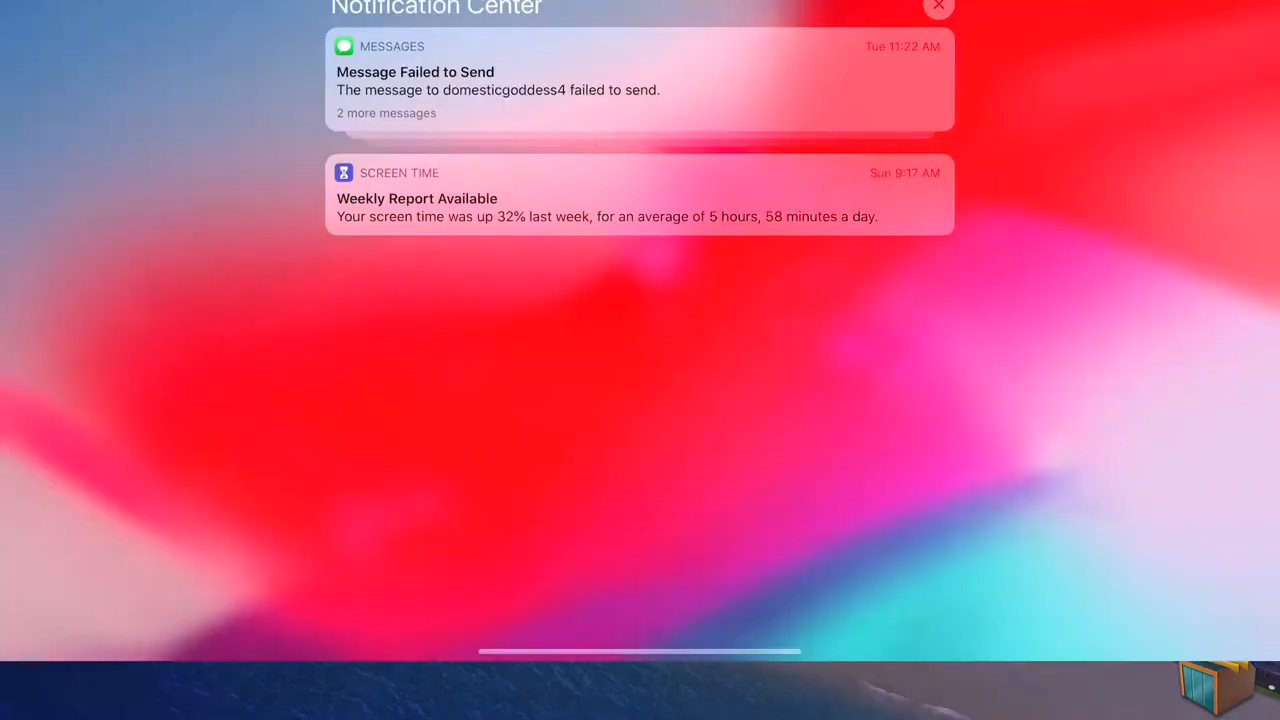 Notification Center
MESSAGES
Tue 11:22 AM
Message Failed to Send
The message to domesticgoddess4 failed to send.
2 more messages
SCREEN TIME
Sun 9:17 AM
Weekly Report Available
Your screen time was up 32% last week, for an average of 5 hours, 58 minutes a day.